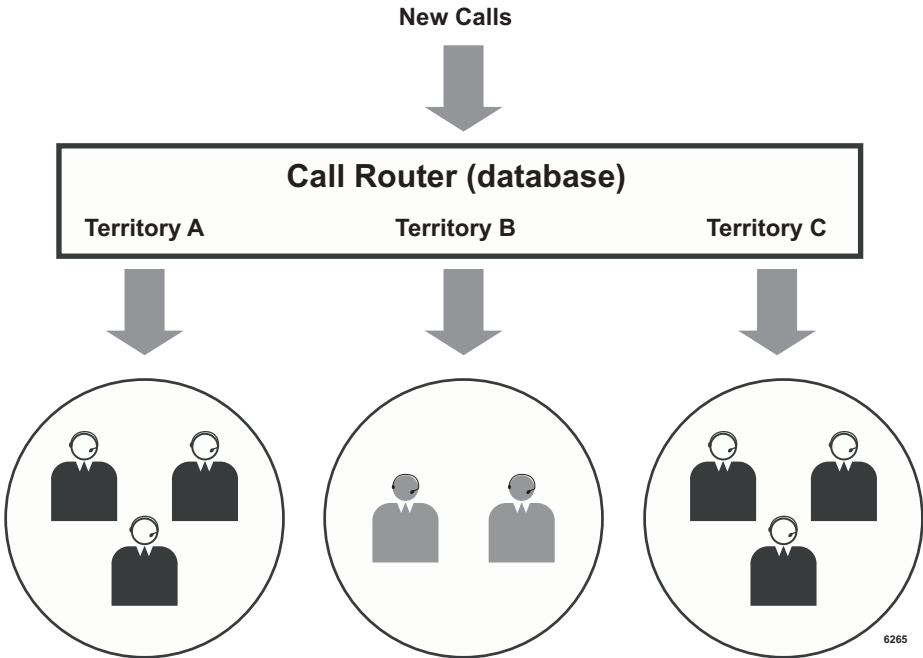 New Calls
Call Router (database)
Territory A
Territory B
Territory C
6265